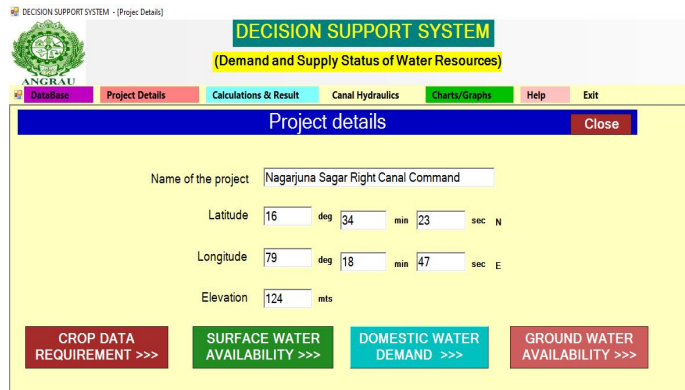 DECISION SUPPORT SYSTEM - [Projec Details]
DECISION SUPPORT SYSTEM
(Demand and Supply Status of Water Resources)
ANGRAU
DataBase Project Details Calculations & Result Canal Hydraulics Charts/Graphs Help Exit
Project details Close
Name of the project Nagarjuna Sagar Right Canal Command
Latitude 16 deg 34 min 23 sec N
Longitude 79 deg 18 min 47 sec E
Elevation 124 mts
CROP DATA
REQUIREMENT >>>
SURFACE WATER
AVAILABILITY >>>
DOMESTIC WATER
DEMAND >>>
GROUND WATER
AVAILABILITY >>>